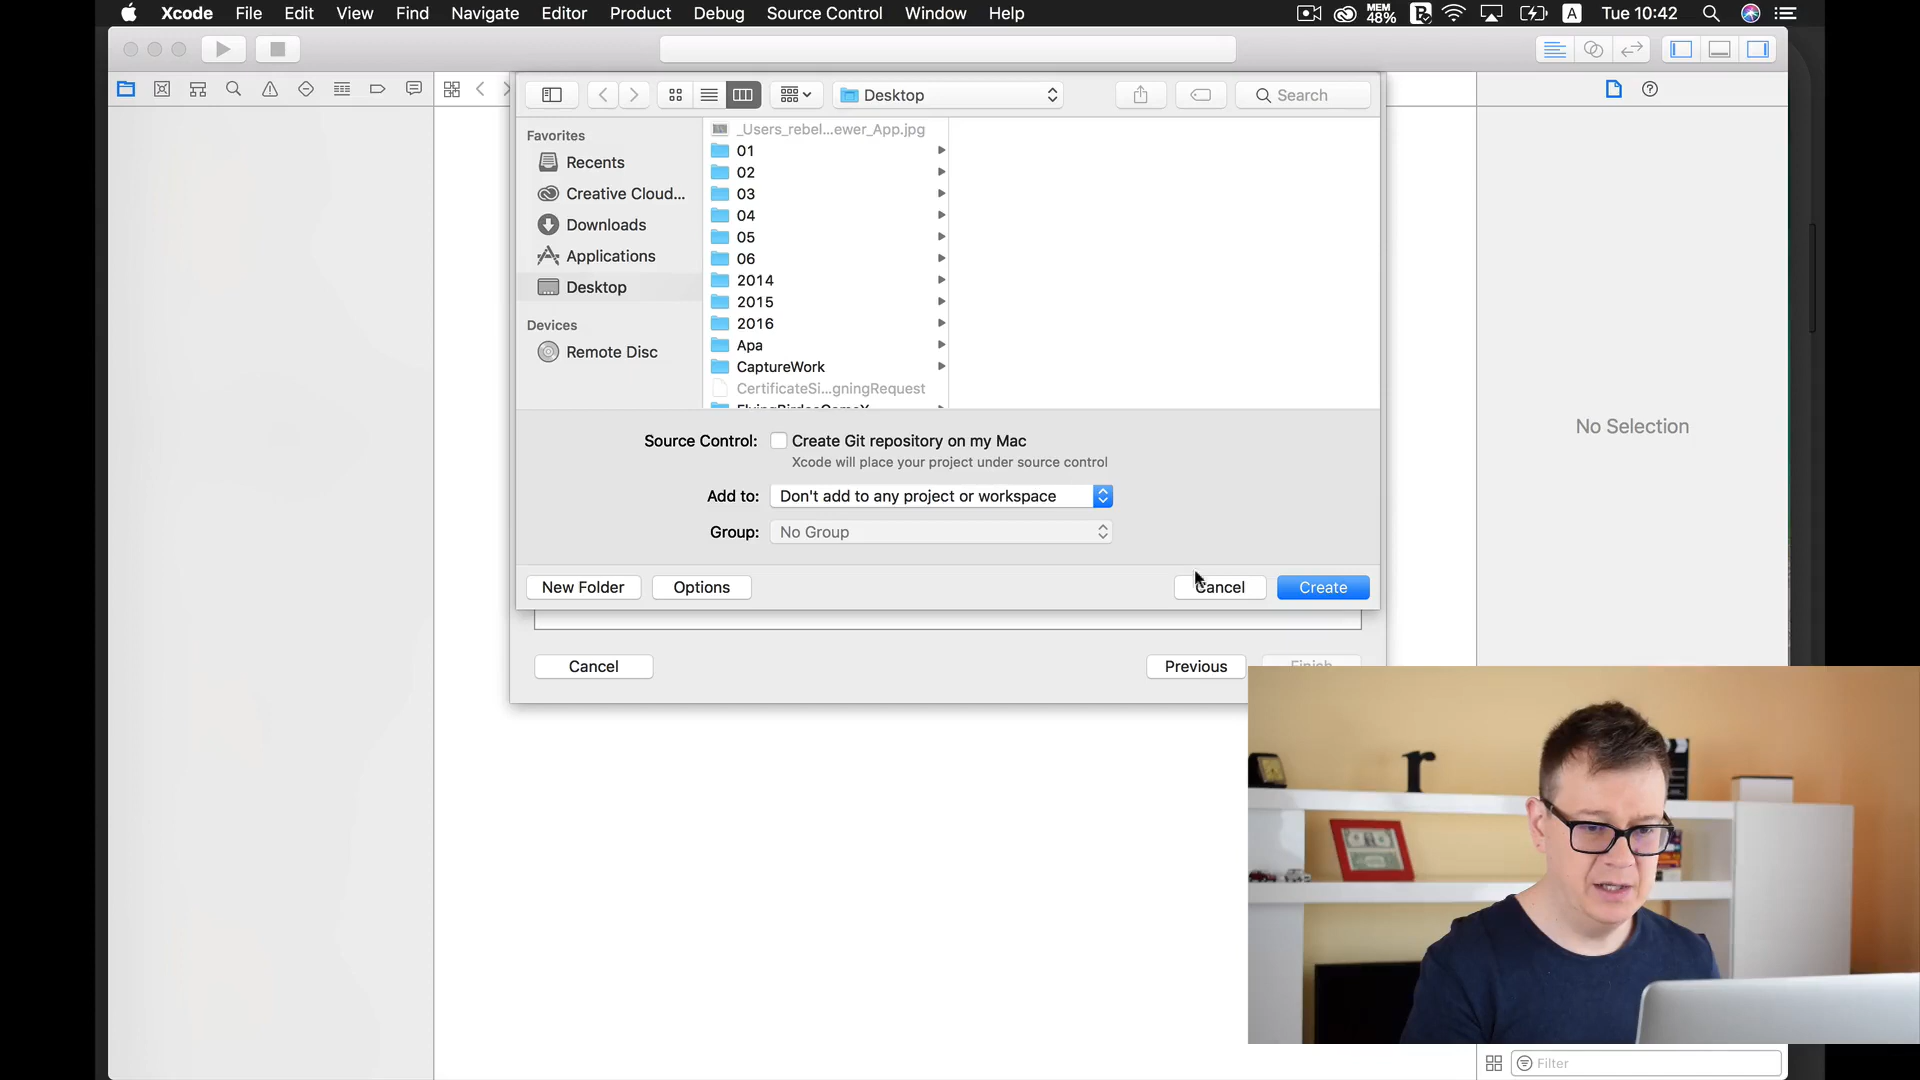 Xcode File Edit View Find Navigate Editor Product Debug Source Control Window Help MEM 48% A Tue 10:42
Desktop
Search
Favorites
Recents
Creative Cloud...
Downloads
Applications
Desktop
Devices
Remote Disc
_Users_rebel...ewer_App.jpg
01
02
03
04
05
06
2014
2015
2016
Apa
CaptureWork
CertificateSi...gningRequest
Source Control: Create Git repository on my Mac
Xcode will place your project under source control
Add to: Don't add to any project or workspace
Group: No Group
New Folder Options Cancel Create
Cancel Previous Finish
No Selection
Filter